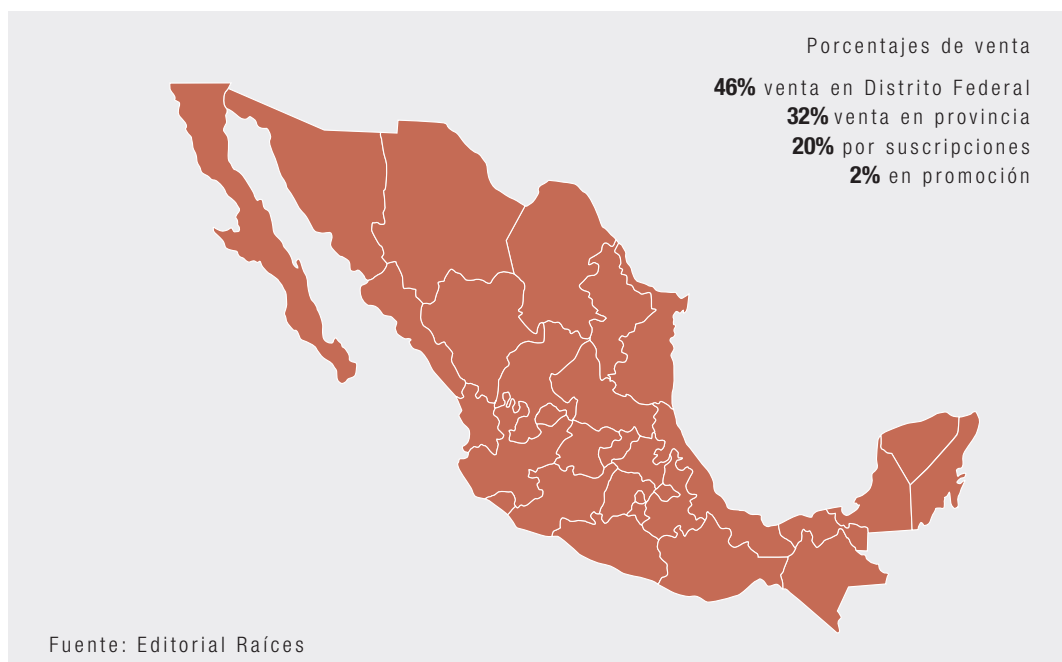 Porcentajes de venta
46% venta en Distrito Federal
32% venta en provincia
20% por suscripciones
2% en promoción
Fuente: Editorial Raíces